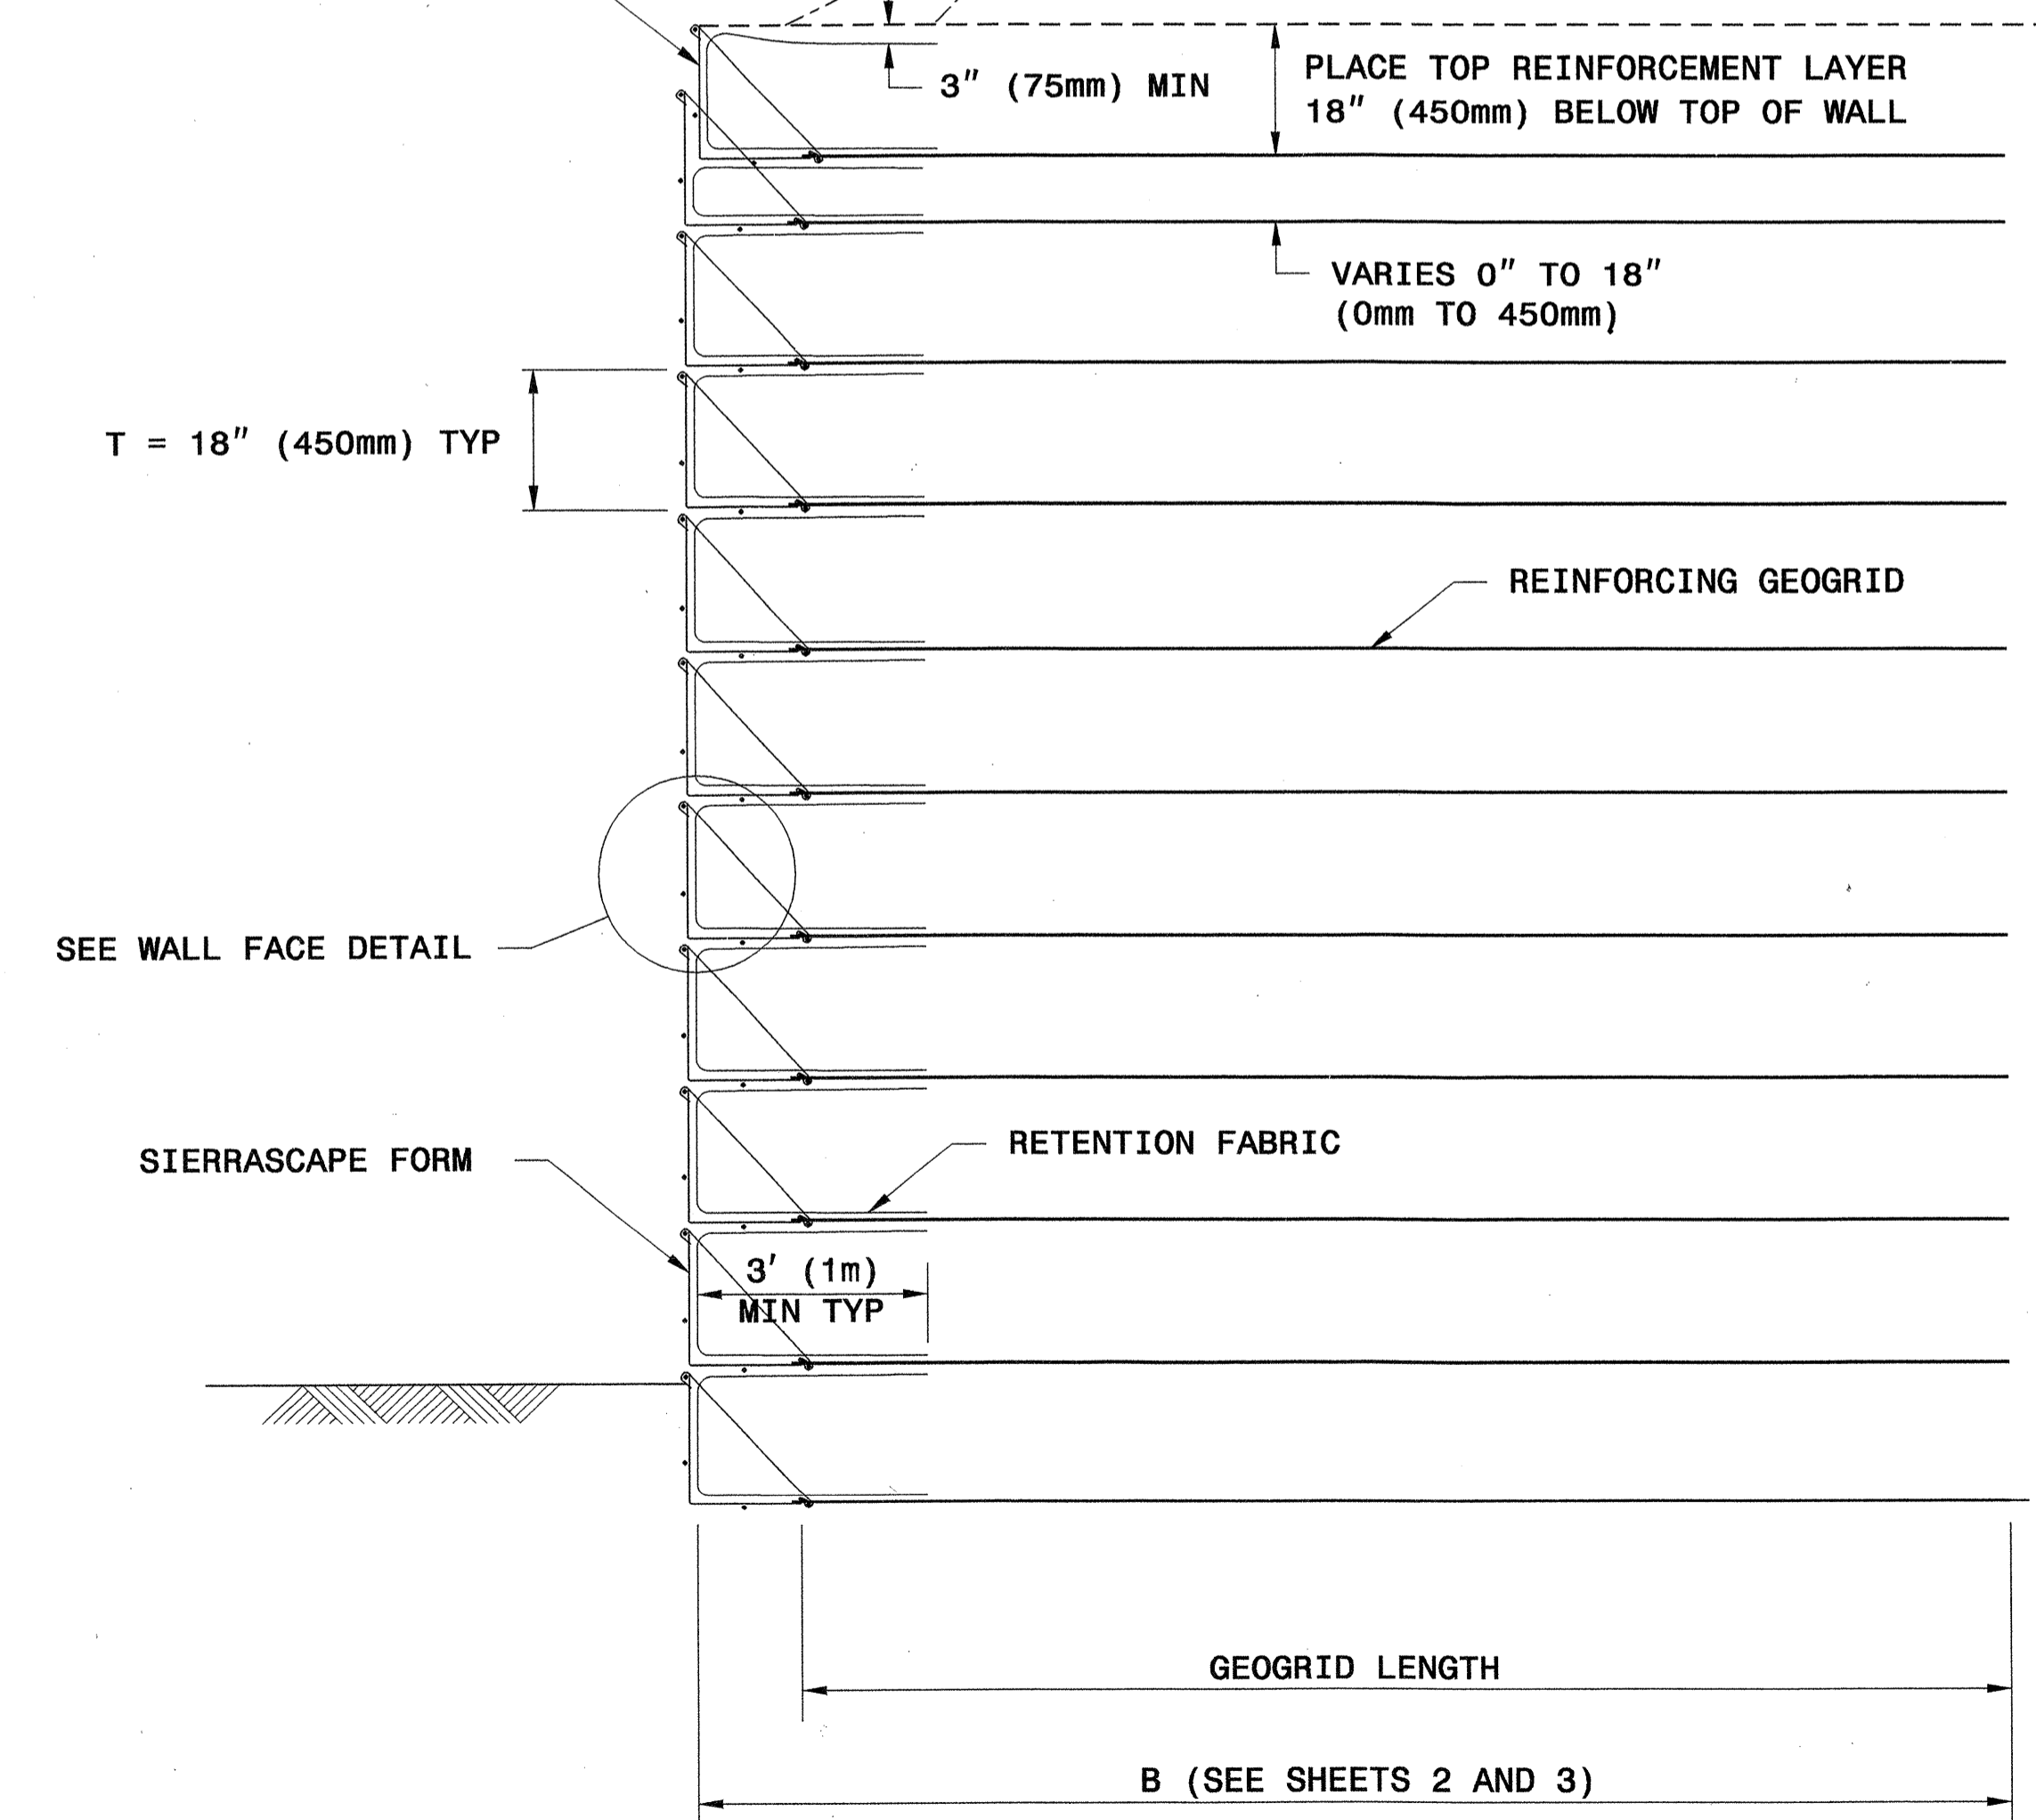 3" (75mm) MIN
PLACE TOP REINFORCEMENT LAYER
18" (450mm) BELOW TOP OF WALL
VARIES 0" TO 18"
(0mm TO 450mm)
T = 18" (450mm) TYP
REINFORCING GEOGRID
SEE WALL FACE DETAIL
RETENTION FABRIC
SIERRASCAPE FORM
3' (1m)
MIN TYP
GEOGRID LENGTH
B (SEE SHEETS 2 AND 3)